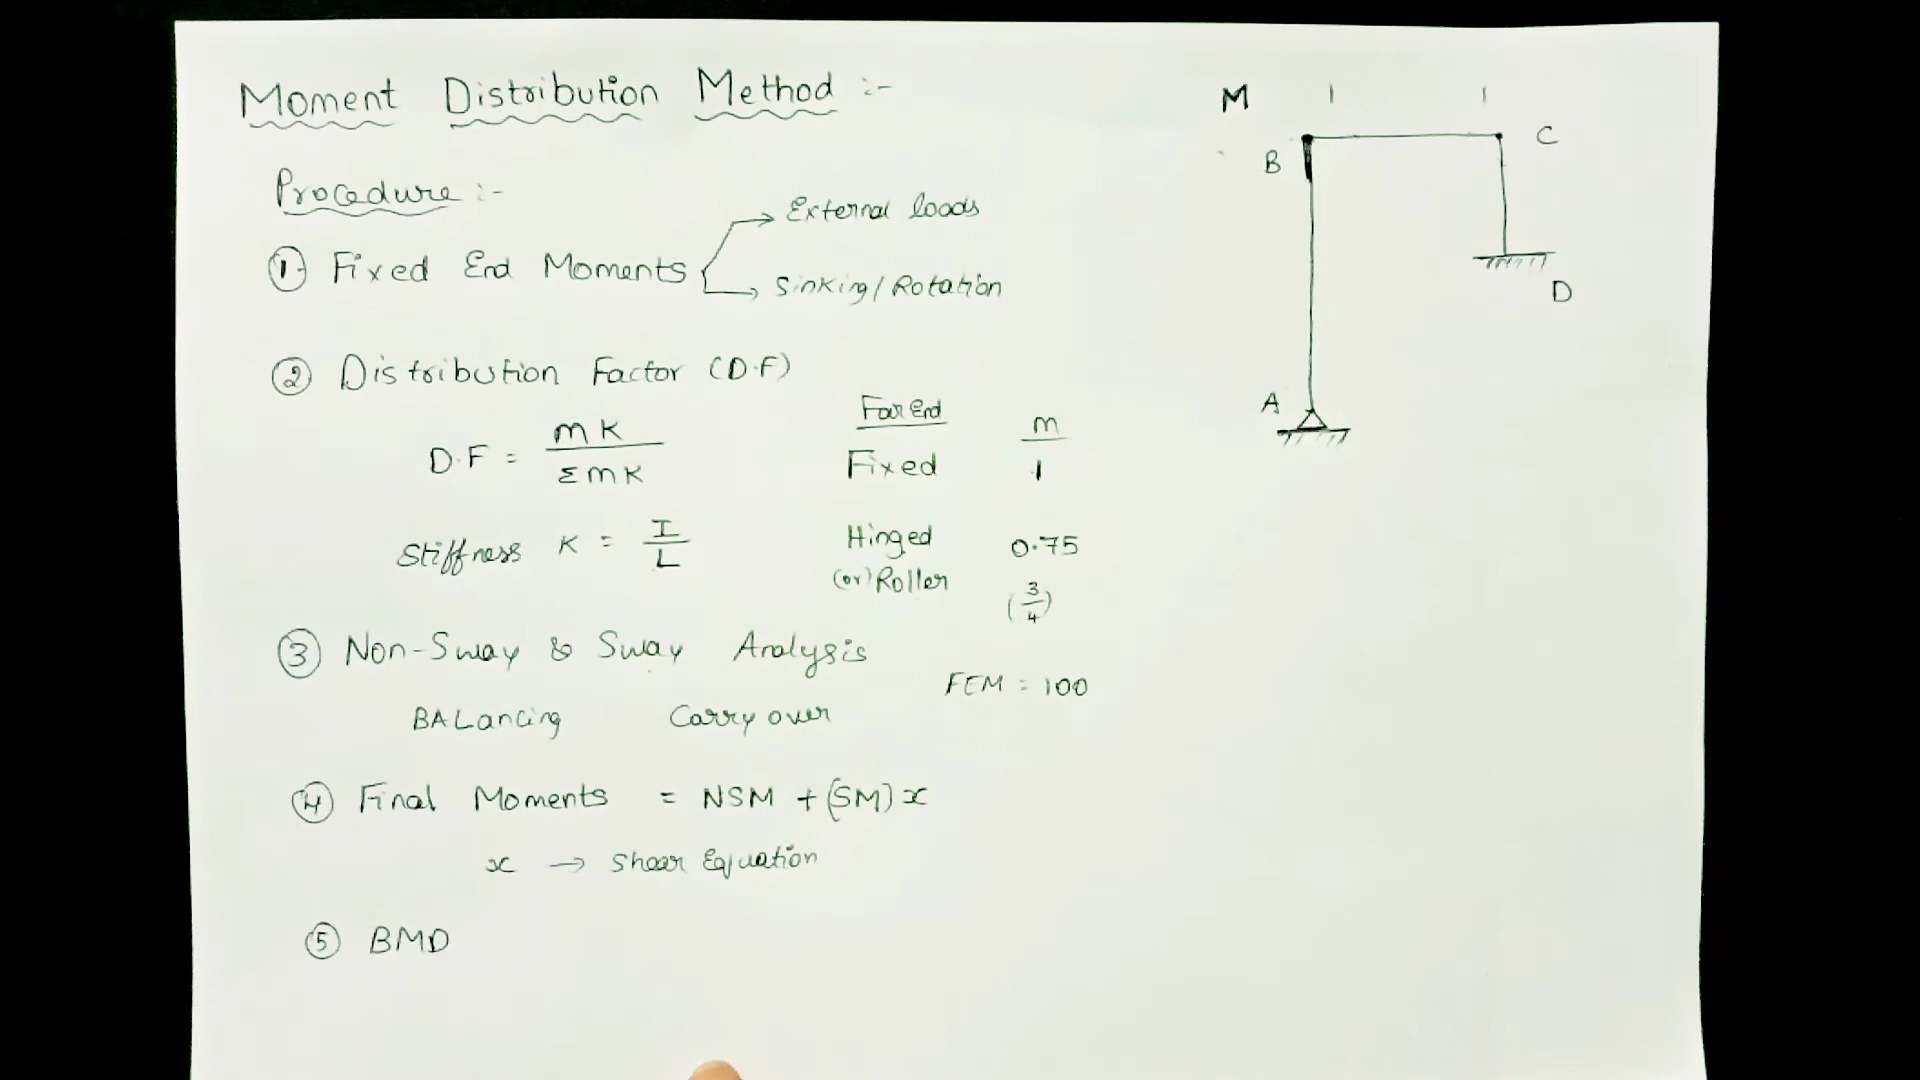 Moment Distribution Method :-
Procedure :-
① Fixed End Moments
External loads
Sinking/Rotation
② Distribution Factor (D.F)
D.F = mK / ΣmK
Stiffness K = I / L
Far End m
Fixed 1
Hinged 0.75
(or) Roller (3/4)
③ Non-Sway & Sway Analysis
FEM = 100
BALancing Carry over
④ Final Moments = NSM + (SM)x
x → Shear Equation
⑤ BMD
M
B
C
D
A